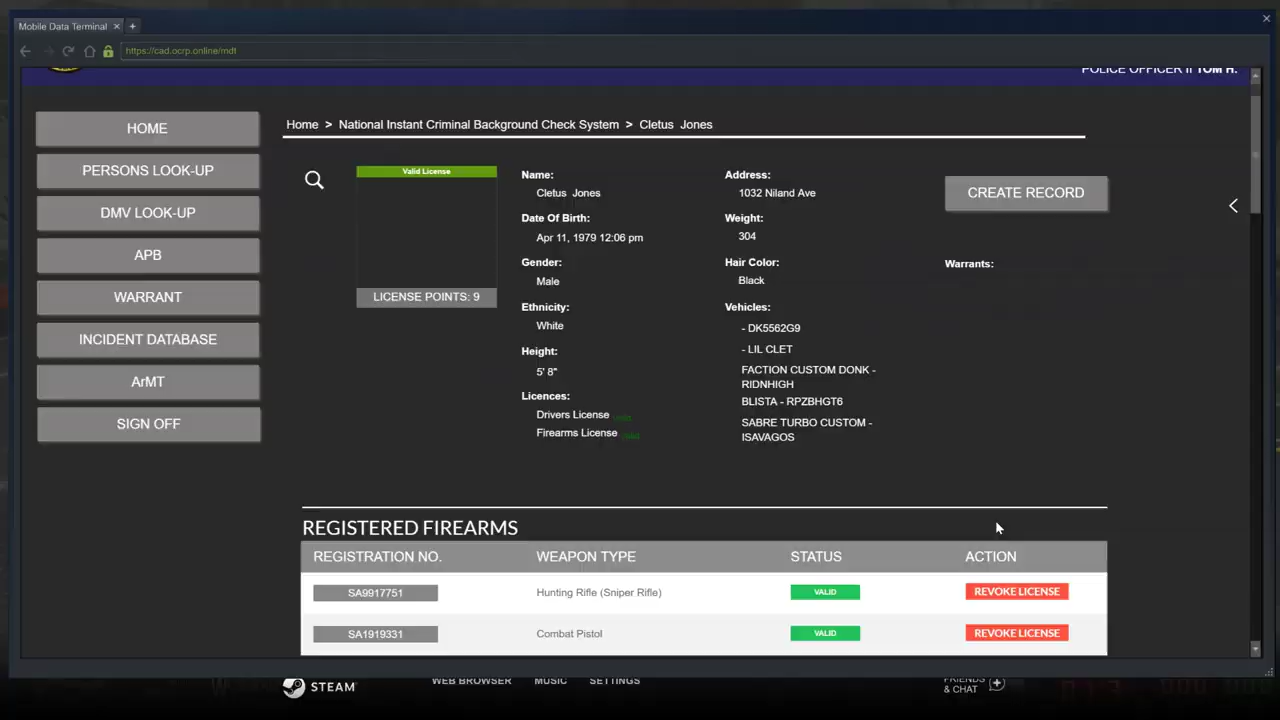 Mobile Data Terminal
https://cad.ocrp.online/mdt
POLICE OFFICER II TOM H.
HOME
PERSONS LOOK-UP
DMV LOOK-UP
APB
WARRANT
INCIDENT DATABASE
ArMT
SIGN OFF
Home > National Instant Criminal Background Check System > Cletus Jones
Valid License
LICENSE POINTS: 9
Name:
Cletus Jones
Date Of Birth:
Apr 11, 1979 12:06 pm
Gender:
Male
Ethnicity:
White
Height:
5' 8"
Licences:
Drivers License
Firearms License
Address:
1032 Niland Ave
Weight:
304
Hair Color:
Black
Vehicles:
- DK5562G9
- LIL CLET
FACTION CUSTOM DONK -
RIDNHIGH
BLISTA - RPZBHGT6
SABRE TURBO CUSTOM -
ISAVAGOS
CREATE RECORD
Warrants:
REGISTERED FIREARMS
REGISTRATION NO. WEAPON TYPE STATUS ACTION
SA9917751 Hunting Rifle (Sniper Rifle) VALID REVOKE LICENSE
SA1919331 Combat Pistol VALID REVOKE LICENSE
STEAM
WEB BROWSER MUSIC SETTINGS
FRIENDS
& CHAT